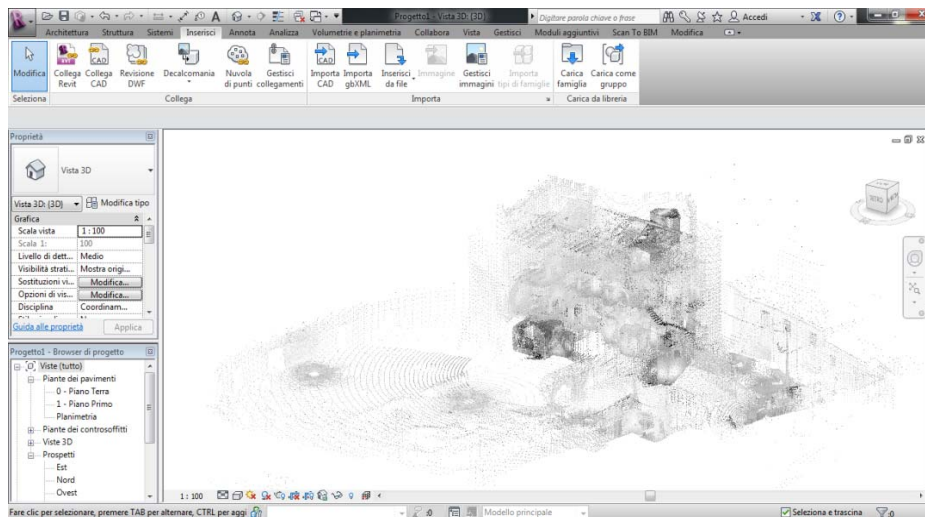 Progetto1 - Vista 3D: {3D}
Digitare parola chiave o frase
Accedi
Architettura Struttura Sistemi Inserisci Annota Analizza Volumetrie e planimetria Collabora Vista Gestisci Moduli aggiuntivi Scan To BIM Modifica
Modifica
Collega Revit
Collega CAD
Revisione DWF
Decalcomania
Nuvola di punti
Gestisci collegamenti
Importa CAD
Importa gbXML
Inserisci da file
Immagine
Gestisci immagini
Importa tipi di famiglie
Carica famiglia
Carica come gruppo
Seleziona Collega Importa Carica da libreria
Proprietà
Vista 3D
Vista 3D: {3D} Modifica tipo
Grafica
Scala vista 1 : 100
Scala 1: 100
Livello di dett... Medio
Visibilità strati... Mostra origi...
Sostituzioni vi... Modifica...
Opzioni di vis... Modifica...
Disciplina Coordinam...
Guida alle proprietà Applica
Progetto1 - Browser di progetto
Viste (tutto)
Piante dei pavimenti
0 - Piano Terra
1 - Piano Primo
Planimetria
Piante dei controsoffitti
Viste 3D
Prospetti
Est
Nord
Ovest
1 : 100
Fare clic per selezionare, premere TAB per alternare, CTRL per aggi
:0 Modello principale
Seleziona e trascina :0